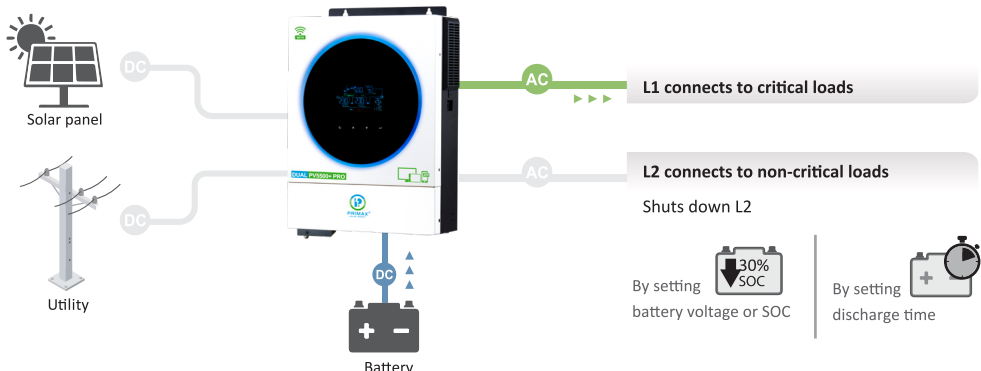 Solar panel
DC
AC
L1 connects to critical loads
DUAL PV5500+ PRO
PRIMAX
AC
L2 connects to non-critical loads
Shuts down L2
DC
Utility
DC
Battery
30%
SOC
By setting
battery voltage or SOC
By setting
discharge time